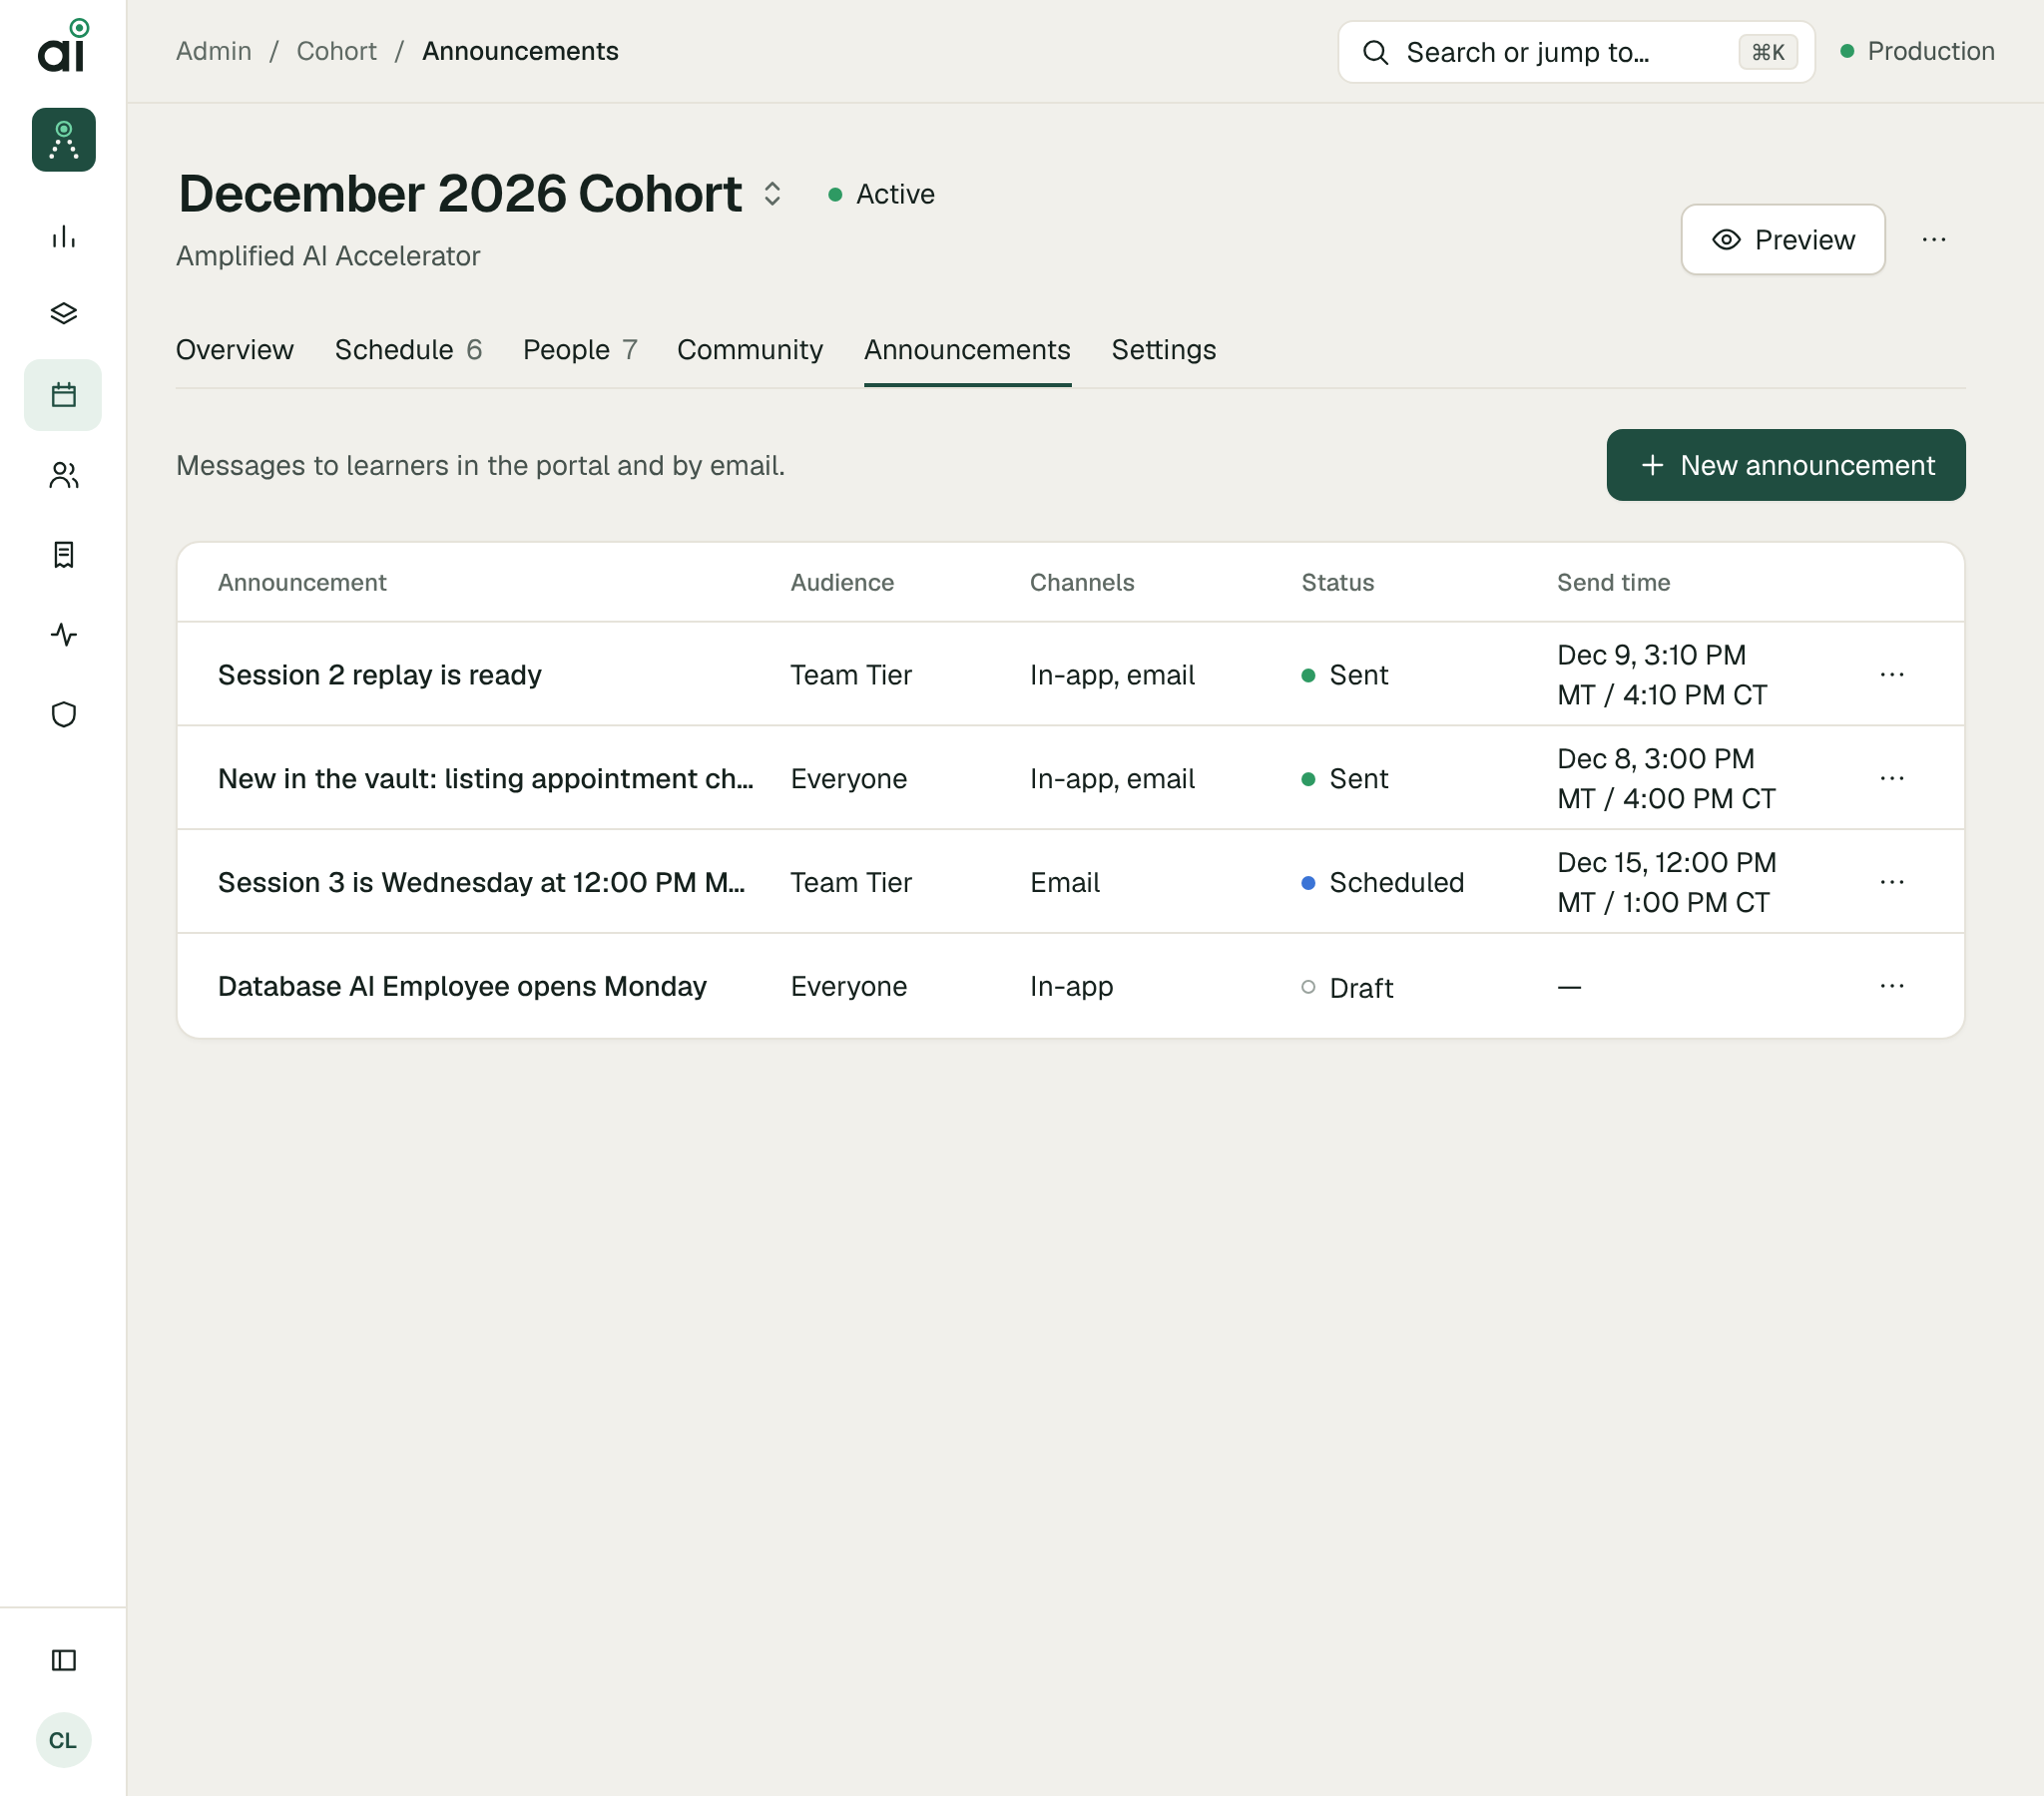 ai
Admin / Cohort / Announcements
Search or jump to... ⌘K
Production
December 2026 Cohort
Active
Amplified AI Accelerator
Preview
Overview
Schedule 6
People 7
Community
Announcements
Settings
Messages to learners in the portal and by email.
+ New announcement
Announcement Audience Channels Status Send time
Session 2 replay is ready Team Tier In-app, email Sent Dec 9, 3:10 PM
MT / 4:10 PM CT
New in the vault: listing appointment ch... Everyone In-app, email Sent Dec 8, 3:00 PM
MT / 4:00 PM CT
Session 3 is Wednesday at 12:00 PM M... Team Tier Email Scheduled Dec 15, 12:00 PM
MT / 1:00 PM CT
Database AI Employee opens Monday Everyone In-app Draft —
CL